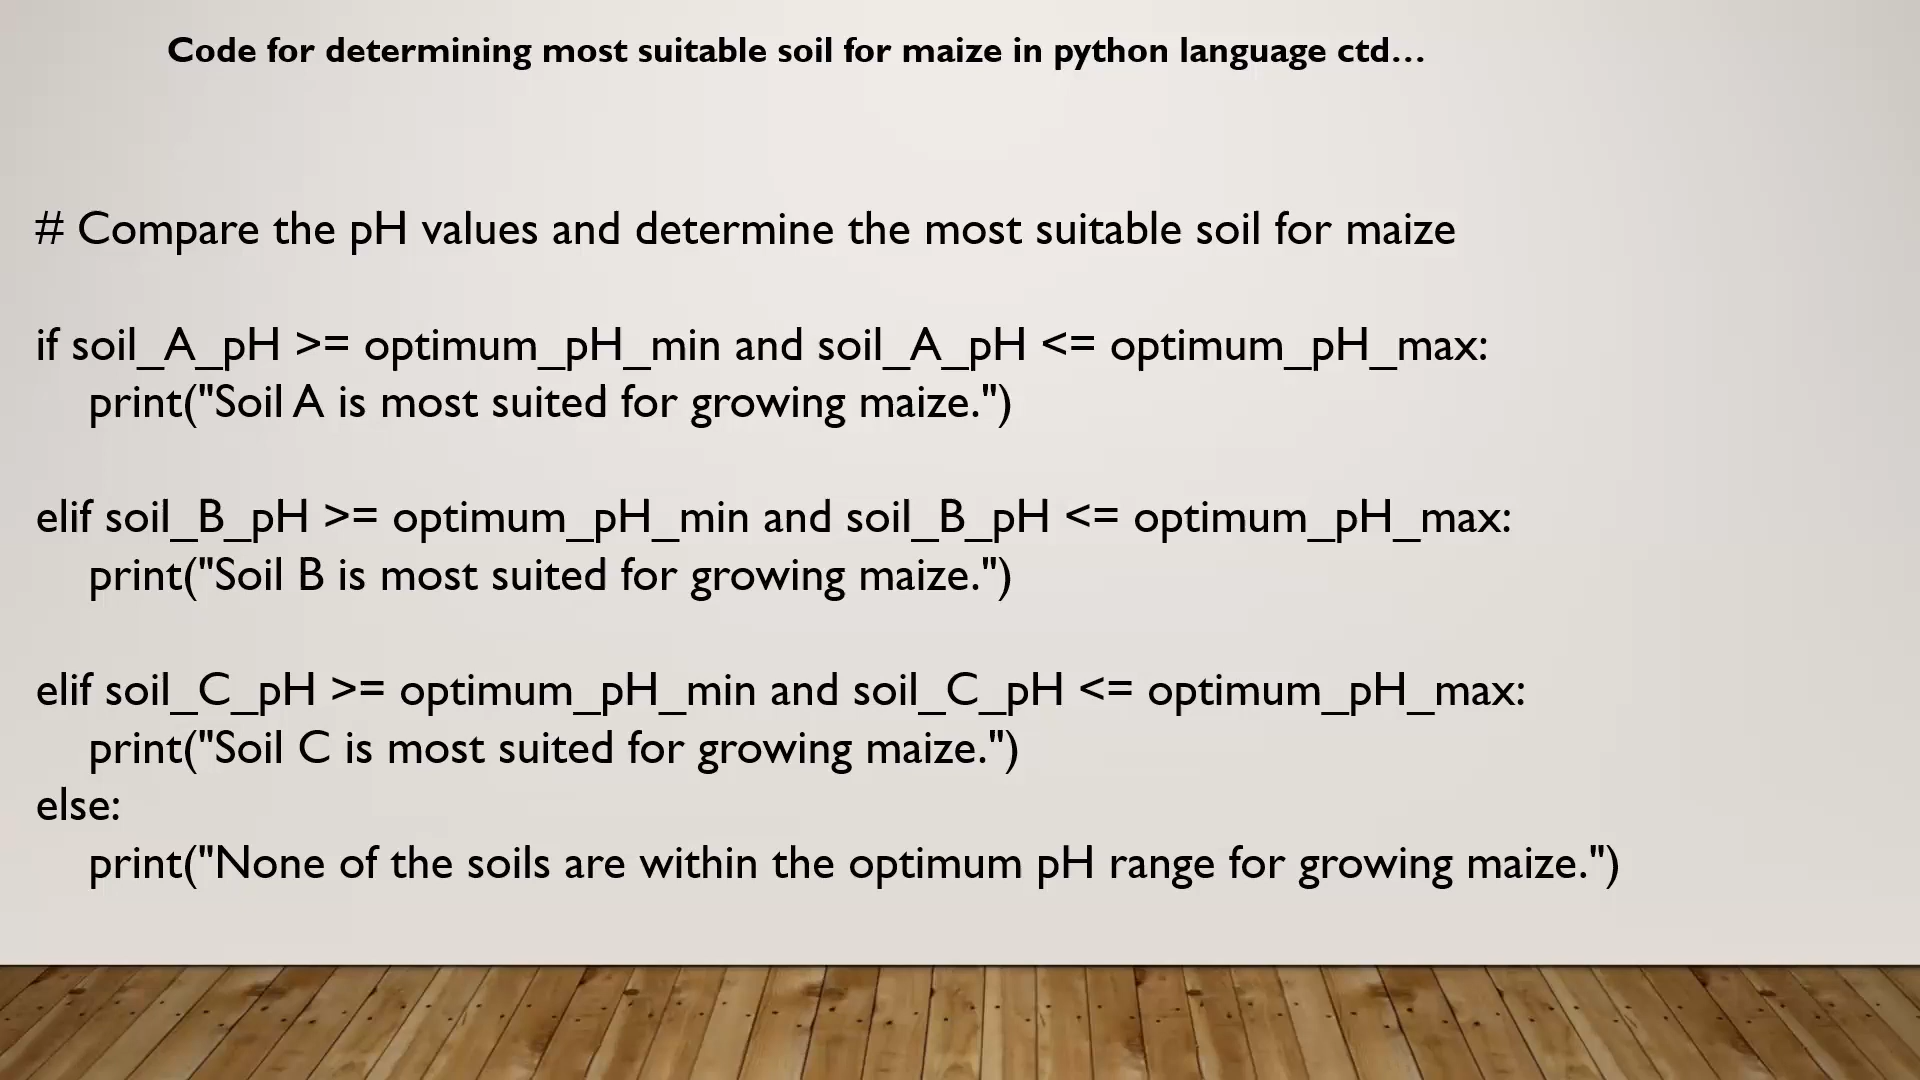 Code for determining most suitable soil for maize in python language ctd...
# Compare the pH values and determine the most suitable soil for maize
if soil_A_pH >= optimum_pH_min and soil_A_pH <= optimum_pH_max:
print("Soil A is most suited for growing maize.")
elif soil_B_pH >= optimum_pH_min and soil_B_pH <= optimum_pH_max:
print("Soil B is most suited for growing maize.")
elif soil_C_pH >= optimum_pH_min and soil_C_pH <= optimum_pH_max:
print("Soil C is most suited for growing maize.")
else:
print("None of the soils are within the optimum pH range for growing maize.")